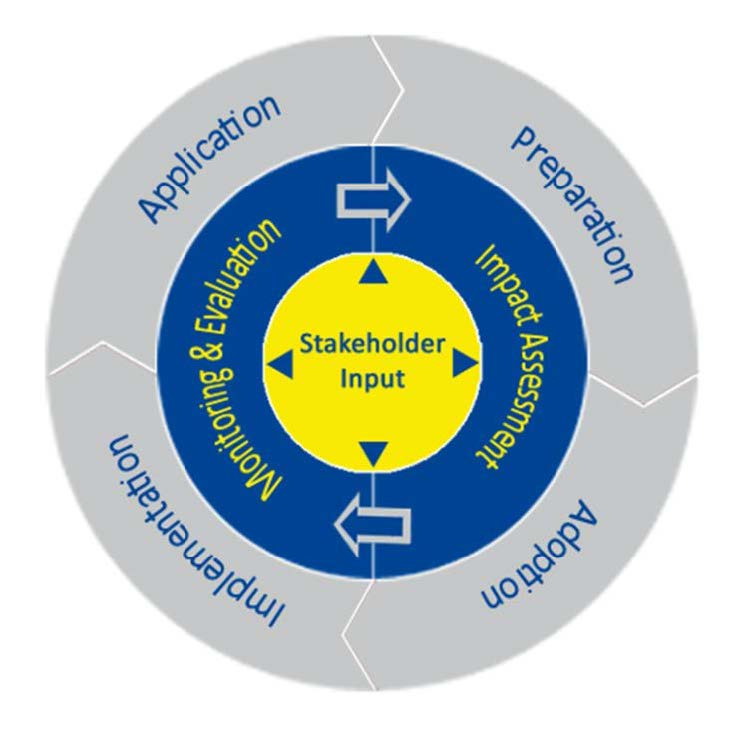 Application
Preparation
Monitoring & Evaluation
Impact Assessment
Stakeholder
Input
Implementation
Adoption